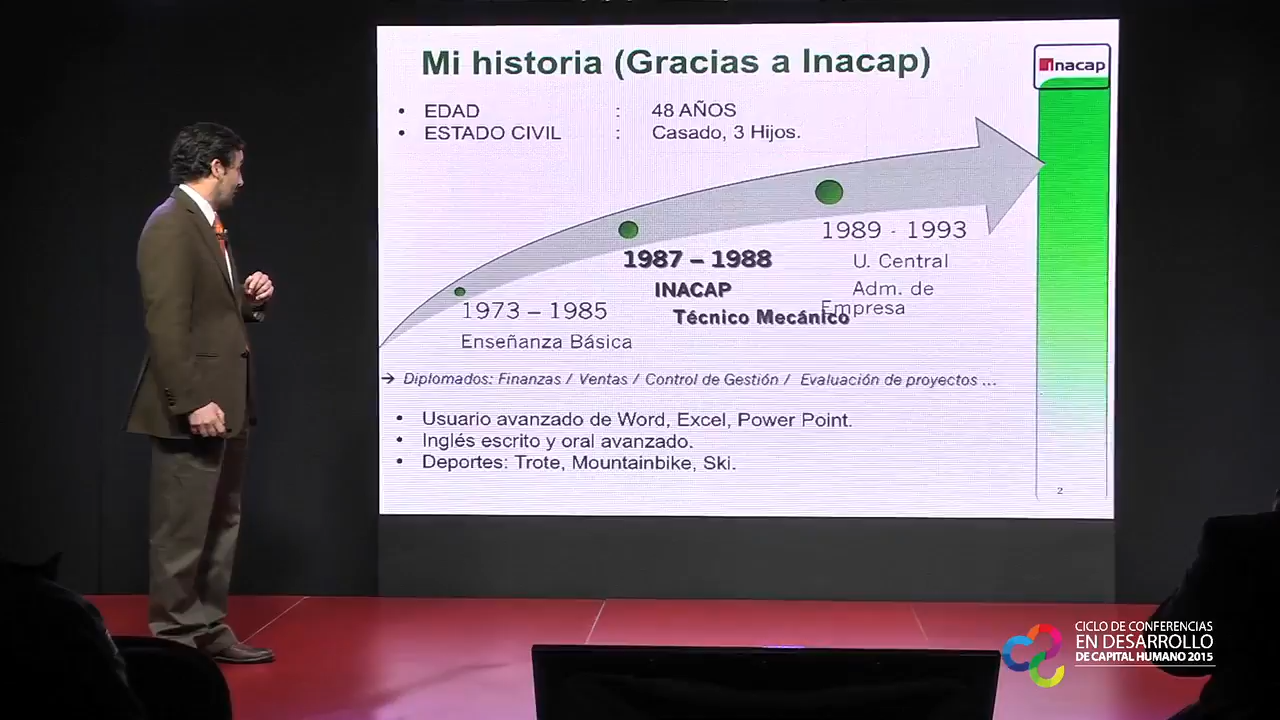 Mi historia (Gracias a Inacap)
Inacap
• EDAD : 48 AÑOS
• ESTADO CIVIL : Casado, 3 Hijos.
1989 - 1993
U. Central
Adm. de
Empresa
1987 – 1988
INACAP
Técnico Mecánico
1973 – 1985
Enseñanza Básica
→ Diplomados: Finanzas / Ventas / Control de Gestión / Evaluación de proyectos ...
• Usuario avanzado de Word, Excel, Power Point.
• Inglés escrito y oral avanzado.
• Deportes: Trote, Mountainbike, Ski.
2
CICLO DE CONFERENCIAS
EN DESARROLLO
DE CAPITAL HUMANO 2015